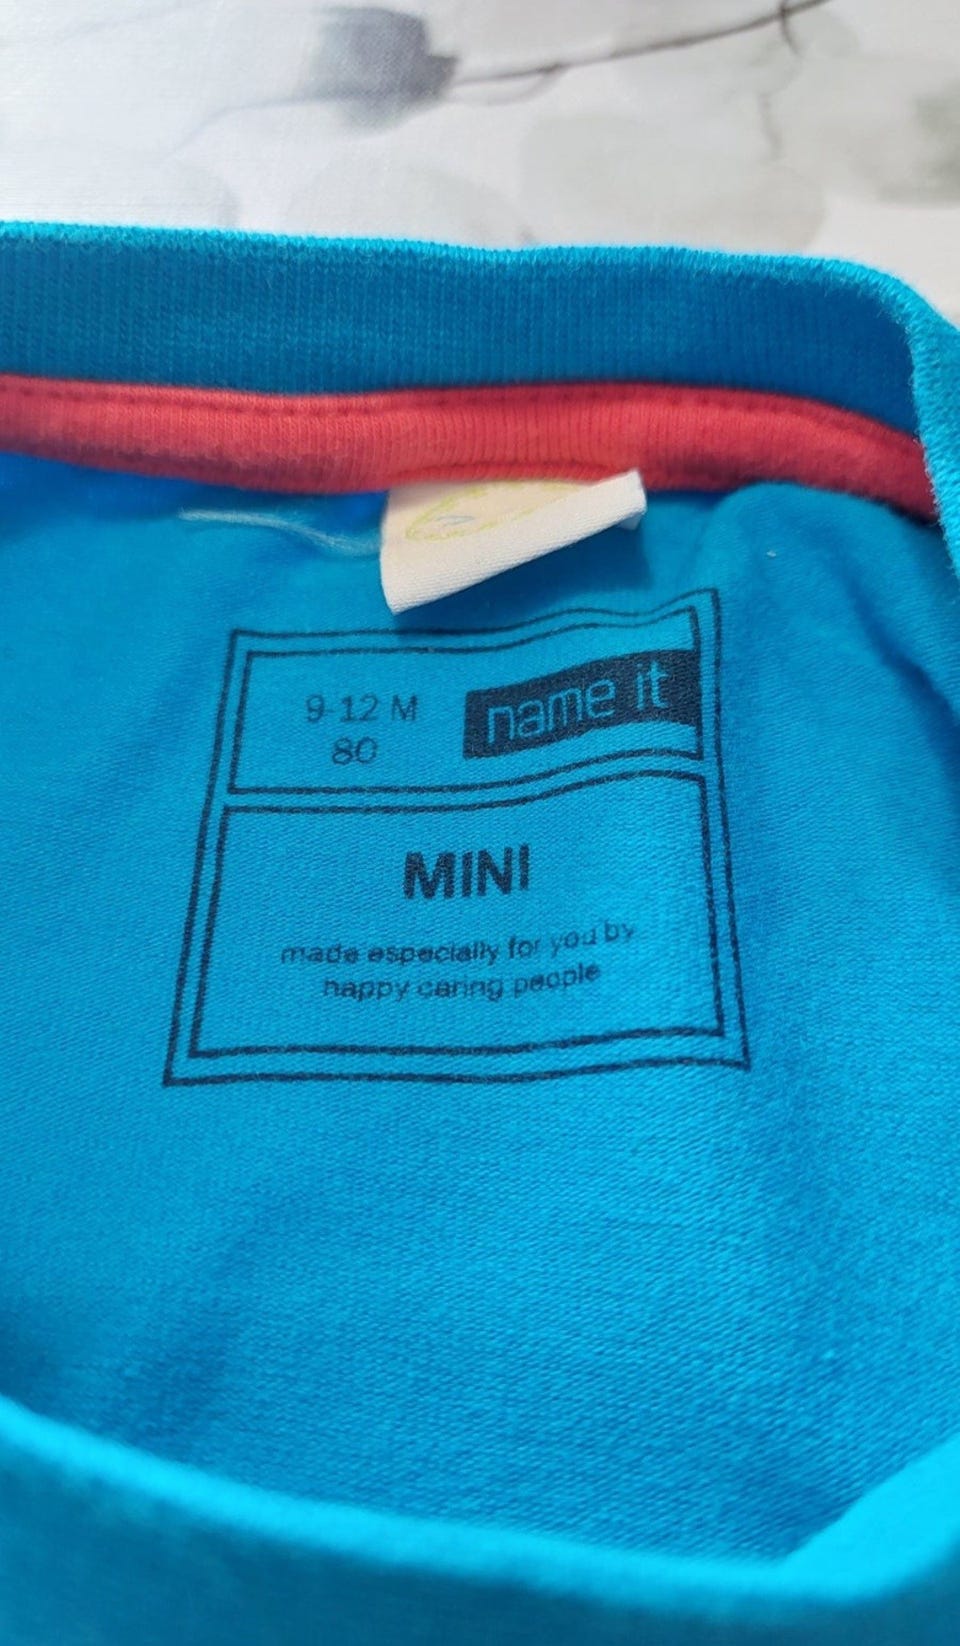 9-12 M
80
name it
MINI
made especially for you by
happy caring people